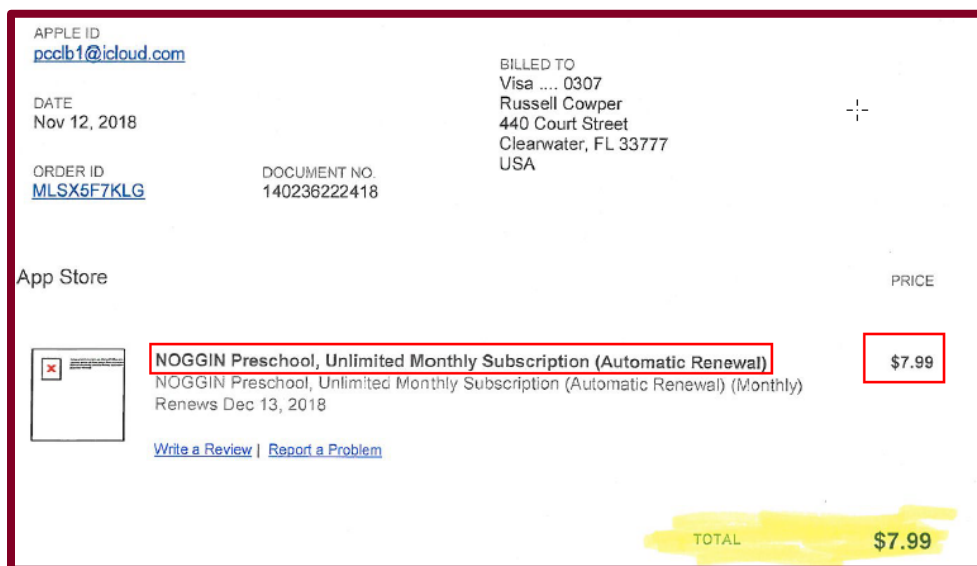 APPLE ID
pcclb1@icloud.com
BILLED TO
Visa .... 0307
Russell Cowper
440 Court Street
Clearwater, FL 33777
USA
DATE
Nov 12, 2018
ORDER ID
MLSX5F7KLG
DOCUMENT NO.
140236222418
App Store
PRICE
NOGGIN Preschool, Unlimited Monthly Subscription (Automatic Renewal)
$7.99
NOGGIN Preschool, Unlimited Monthly Subscription (Automatic Renewal) (Monthly)
Renews Dec 13, 2018
Write a Review | Report a Problem
TOTAL
$7.99